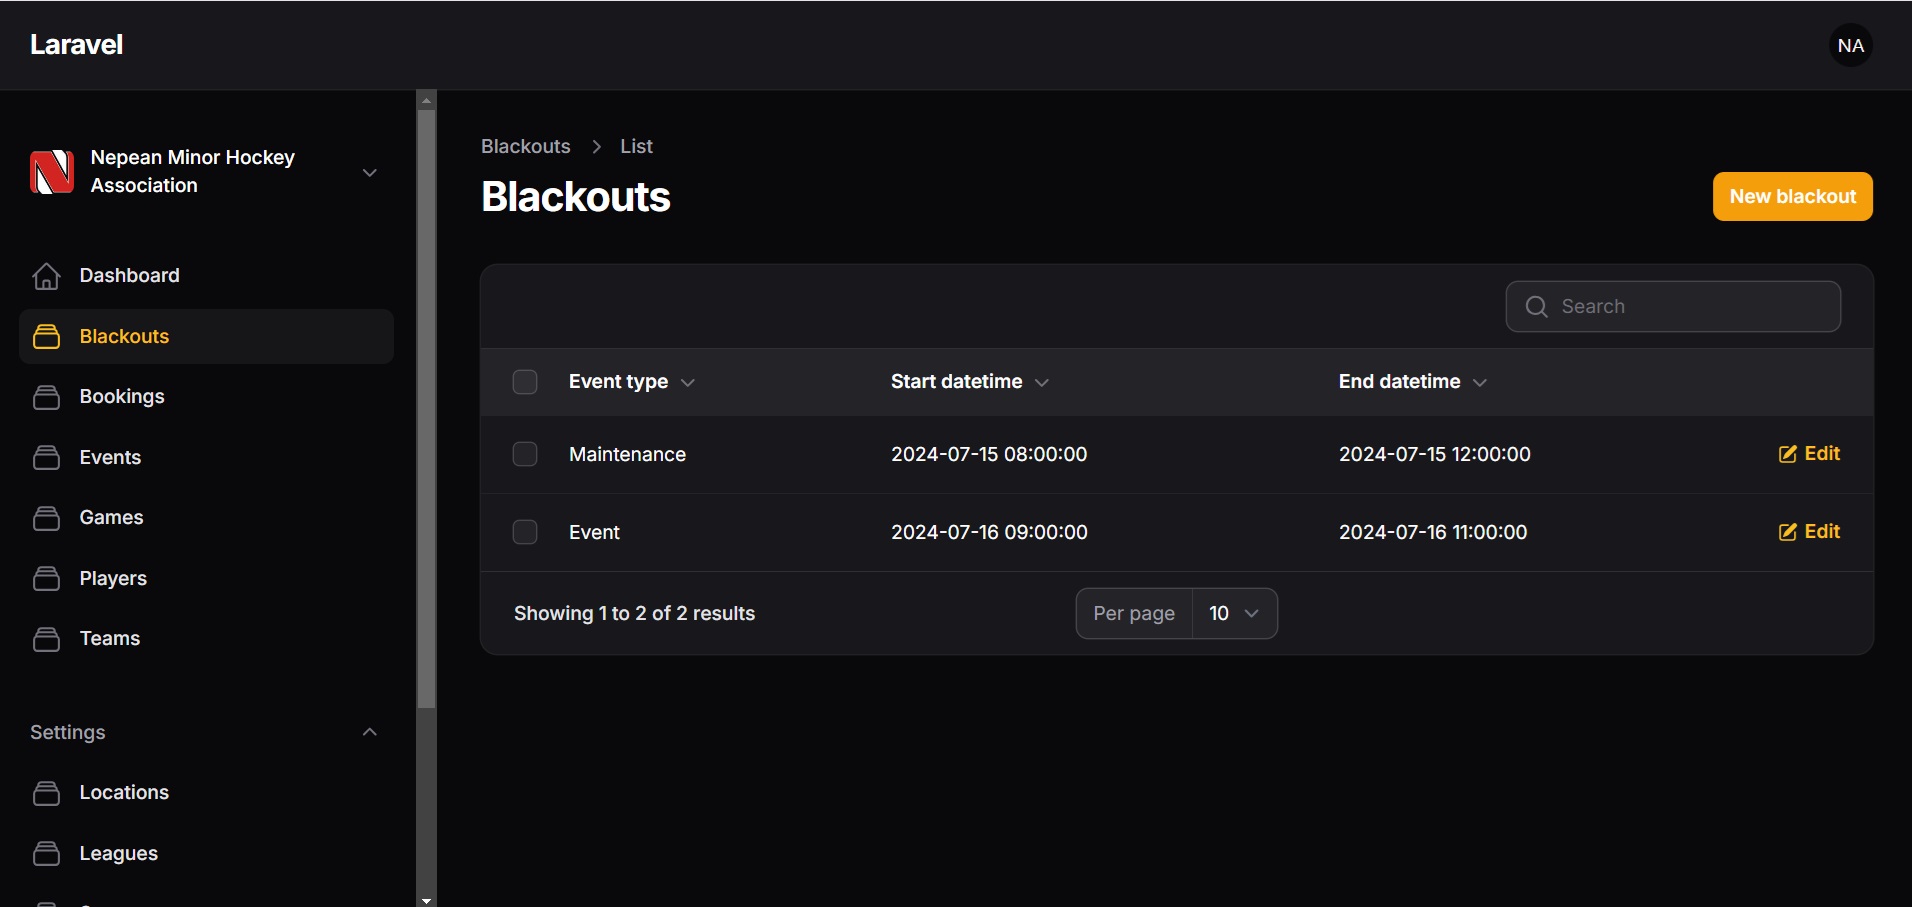 Laravel
NA
Nepean Minor Hockey
Association
Dashboard
Blackouts
Bookings
Events
Games
Players
Teams
Settings
Locations
Leagues
Blackouts > List
Blackouts
New blackout
Search
Event type Start datetime End datetime
Maintenance 2024-07-15 08:00:00 2024-07-15 12:00:00 Edit
Event 2024-07-16 09:00:00 2024-07-16 11:00:00 Edit
Showing 1 to 2 of 2 results
Per page 10